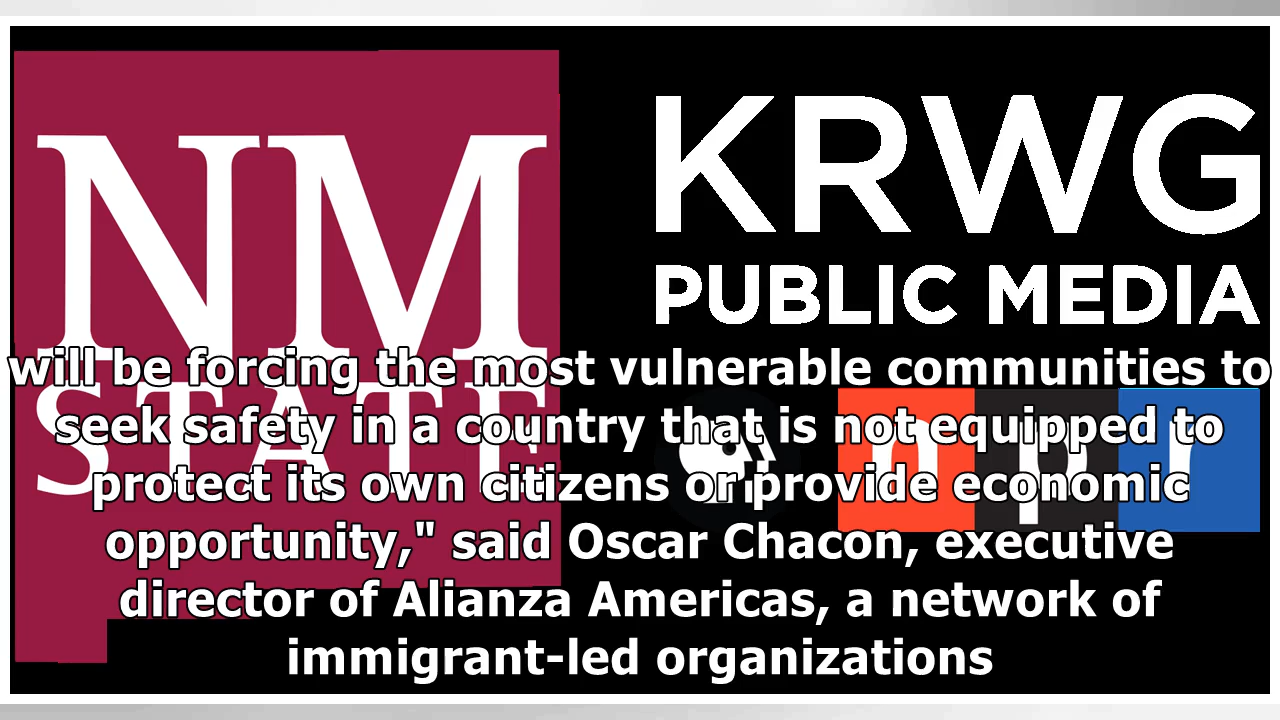 NM
STATE
KRWG
PUBLIC MEDIA
npr
will be forcing the most vulnerable communities to
seek safety in a country that is not equipped to
protect its own citizens or provide economic
opportunity," said Oscar Chacon, executive
director of Alianza Americas, a network of
immigrant-led organizations